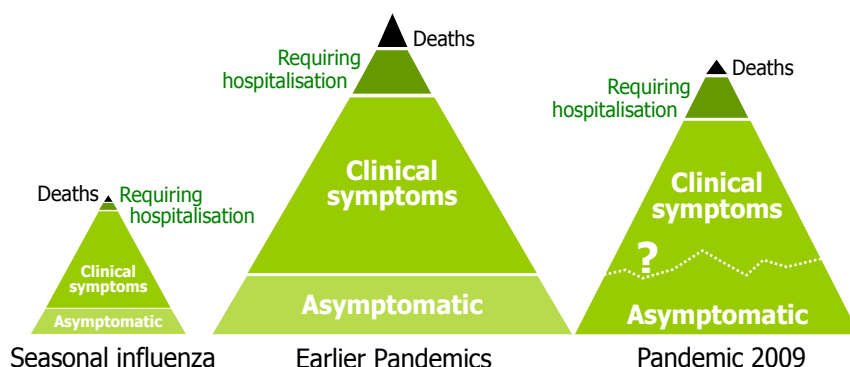 Deaths
Requiring
hospitalisation
Clinical
symptoms
Asymptomatic
Seasonal influenza
Deaths
Requiring
hospitalisation
Clinical
symptoms
Asymptomatic
Earlier Pandemics
Deaths
Requiring
hospitalisation
Clinical
symptoms
?
Asymptomatic
Pandemic 2009